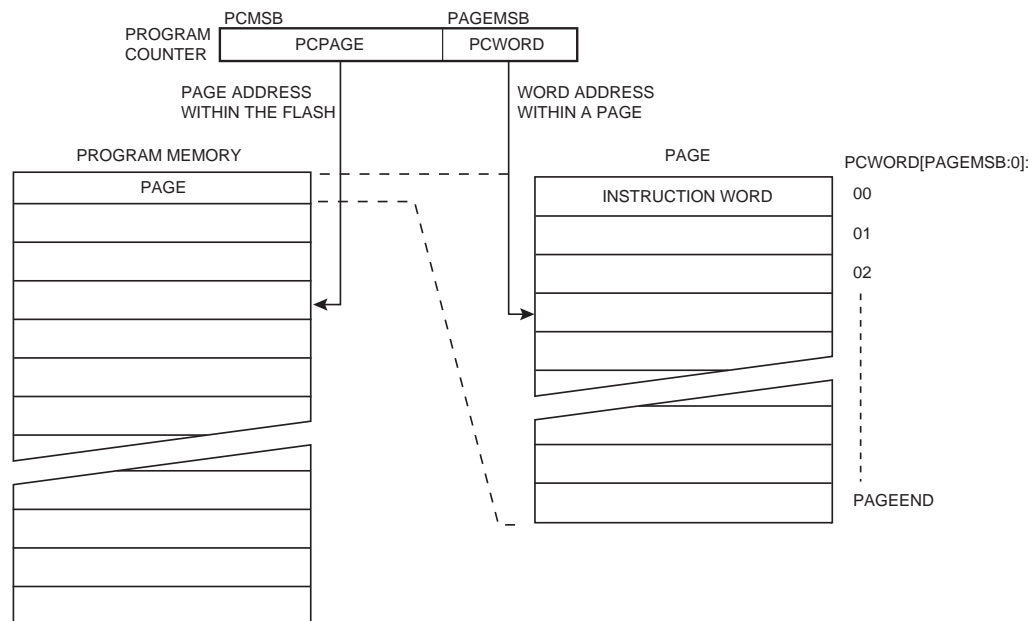 PCMSB
PAGEMSB
PROGRAM
COUNTER
PCPAGE
PCWORD
PAGE ADDRESS
WITHIN THE FLASH
WORD ADDRESS
WITHIN A PAGE
PROGRAM MEMORY
PAGE
PAGE
PCWORD[PAGEMSB:0]:
INSTRUCTION WORD
00
01
02
PAGEEND